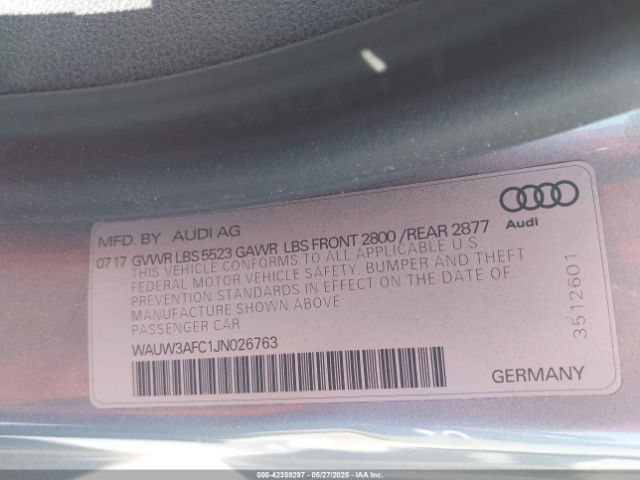 Audi
MFD. BY AUDI AG
07 17 GVWR LBS 5523 GAWR LBS FRONT 2800 / REAR 2877
THIS VEHICLE CONFORMS TO ALL APPLICABLE U.S.
FEDERAL MOTOR VEHICLE SAFETY, BUMPER AND THEFT
PREVENTION STANDARDS IN EFFECT ON THE DATE OF
MANUFACTURE SHOWN ABOVE
PASSENGER CAR
WAUW3AFC1JN026763
3512601
GERMANY
000-42359297 - 05/27/2025 - IAAI.COM